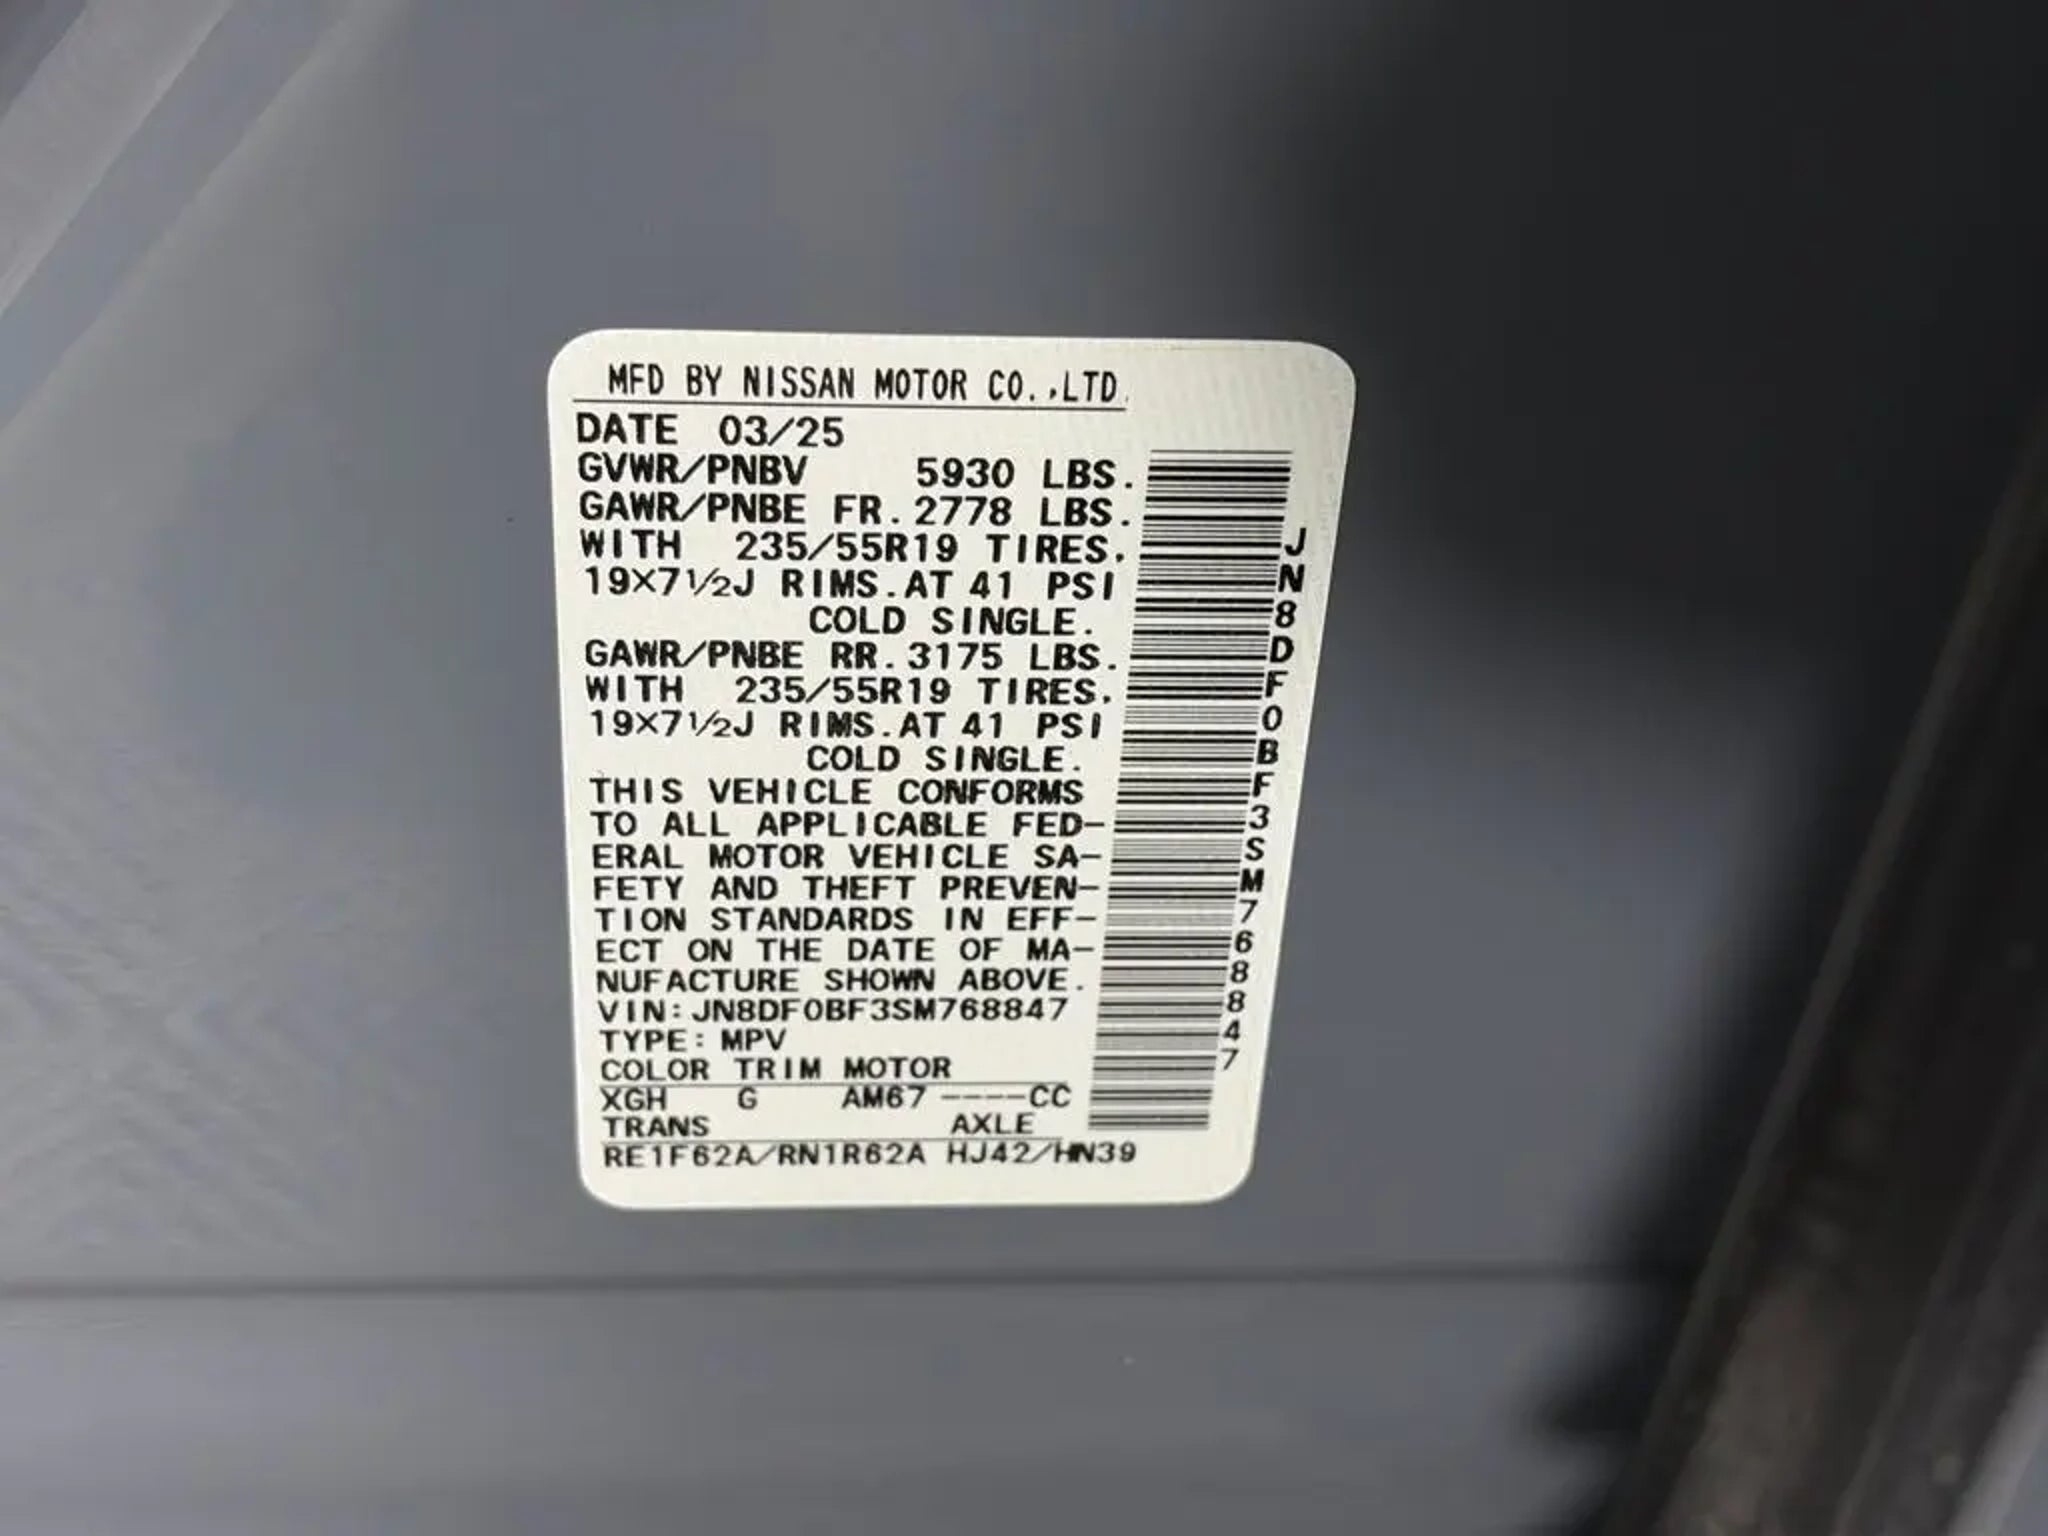 MFD BY NISSAN MOTOR CO.,LTD.
DATE 03/25
GVWR/PNBV 5930 LBS.
GAWR/PNBE FR. 2778 LBS.
WITH 235/55R19 TIRES.
19×7½J RIMS. AT 41 PSI
COLD SINGLE.
GAWR/PNBE RR. 3175 LBS.
WITH 235/55R19 TIRES.
19×7½J RIMS. AT 41 PSI
COLD SINGLE.
THIS VEHICLE CONFORMS
TO ALL APPLICABLE FED-
ERAL MOTOR VEHICLE SA-
FETY AND THEFT PREVEN-
TION STANDARDS IN EFF-
ECT ON THE DATE OF MA-
NUFACTURE SHOWN ABOVE.
VIN: JN8DF0BF3SM768847
TYPE: MPV
COLOR TRIM MOTOR
XGH G AM67 ----CC
TRANS AXLE
RE1F62A/RN1R62A HJ42/HN39
JN8DF0BF3SM768847